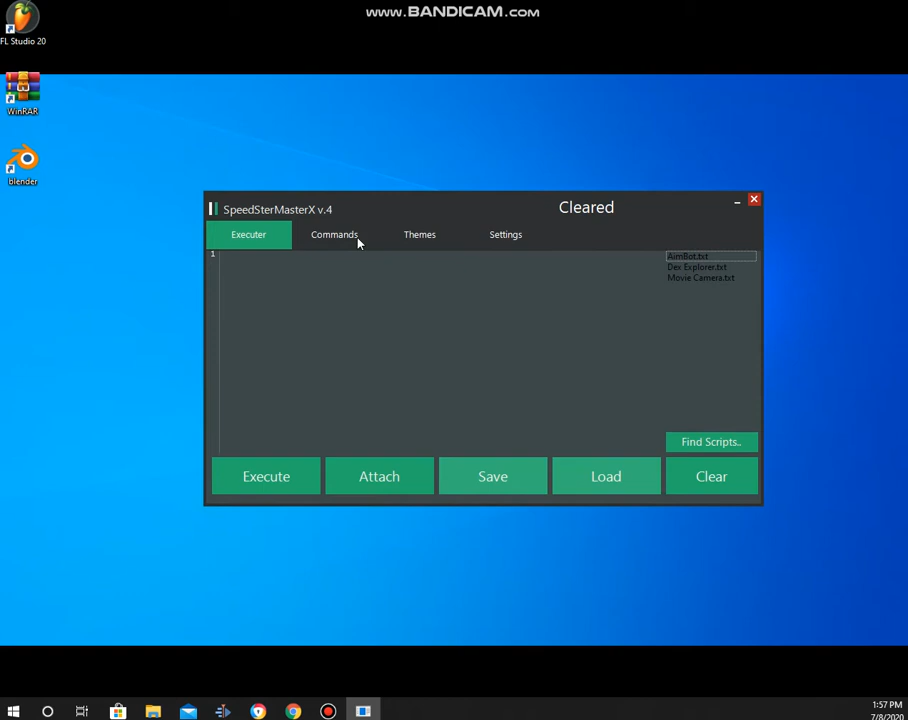 www.BANDICAM.com
FL Studio 20
WinRAR
blender
SpeedSterMasterX v.4
Cleared
Executer
Commands
Themes
Settings
1
AimBot.txt
Dex Explorer.txt
Movie Camera.txt
Find Scripts..
Execute
Attach
Save
Load
Clear
1:57 PM
7/8/2020